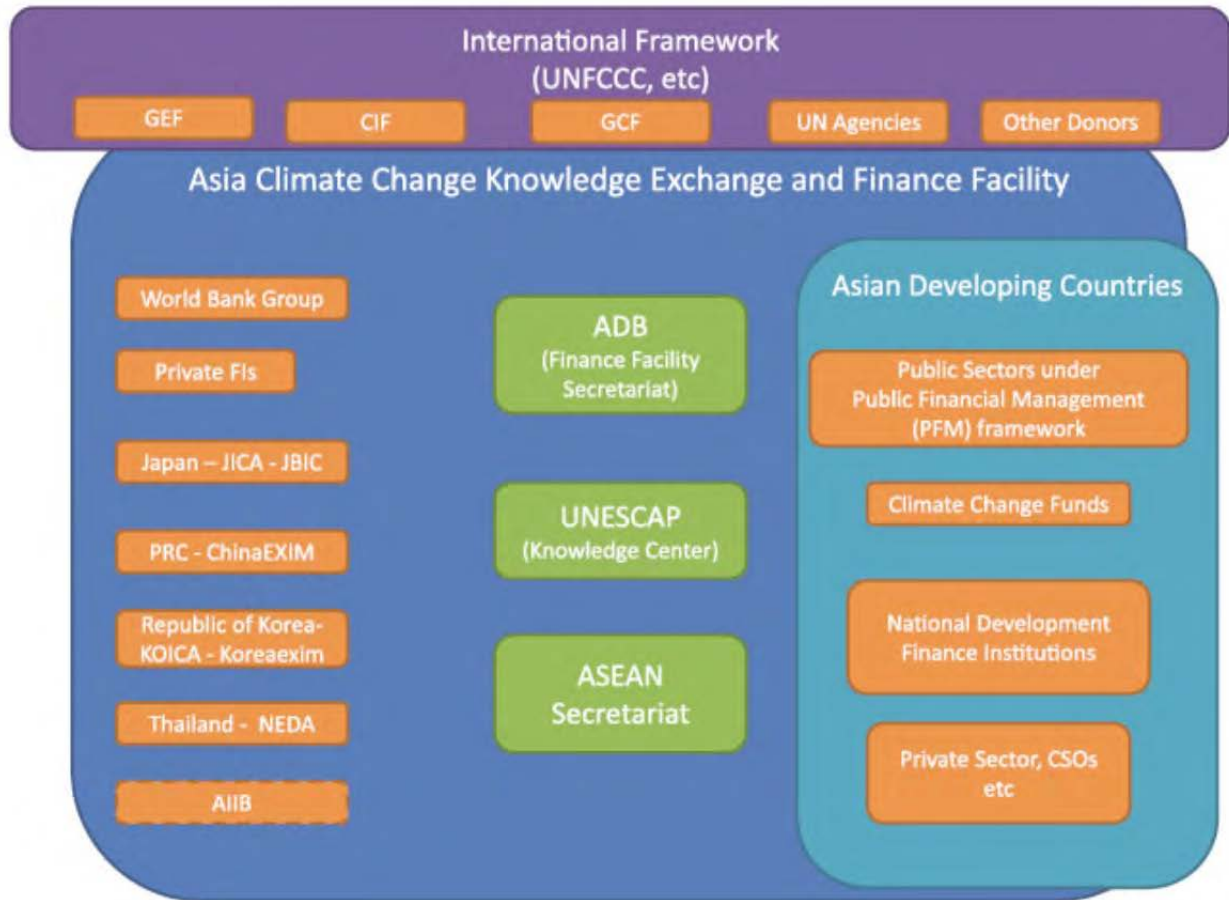 International Framework
(UNFCCC, etc)
GEF
CIF
GCF
UN Agencies
Other Donors
Asia Climate Change Knowledge Exchange and Finance Facility
World Bank Group
Private FIs
Japan – JICA - JBIC
PRC - ChinaEXIM
Republic of Korea-
KOICA - Koreaexim
Thailand - NEDA
AIIB
ADB
(Finance Facility
Secretariat)
UNESCAP
(Knowledge Center)
ASEAN
Secretariat
Asian Developing Countries
Public Sectors under
Public Financial Management
(PFM) framework
Climate Change Funds
National Development
Finance Institutions
Private Sector, CSOs
etc